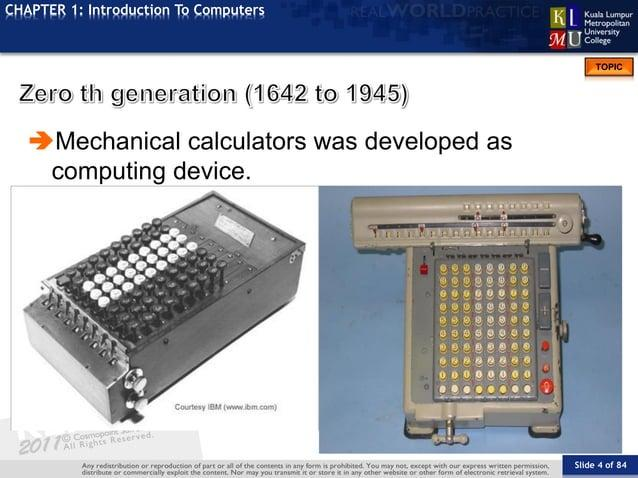 CHAPTER 1: Introduction To Computers
REALWORLDPRACTICE
KL
MU
Kuala Lumpur
Metropolitan
University
College
TOPIC
Zero th generation (1642 to 1945)
Mechanical calculators was developed as
computing device.
Courtesy IBM (www.ibm.com)
2011
© Cosmopoint
All Rights Reserved.
Any redistribution or reproduction of part or all of the contents in any form is prohibited. You may not, except with our express written permission,
distribute or commercially exploit the content. Nor may you transmit it or store it in any other website or other form of electronic retrieval system.
Slide 4 of 84